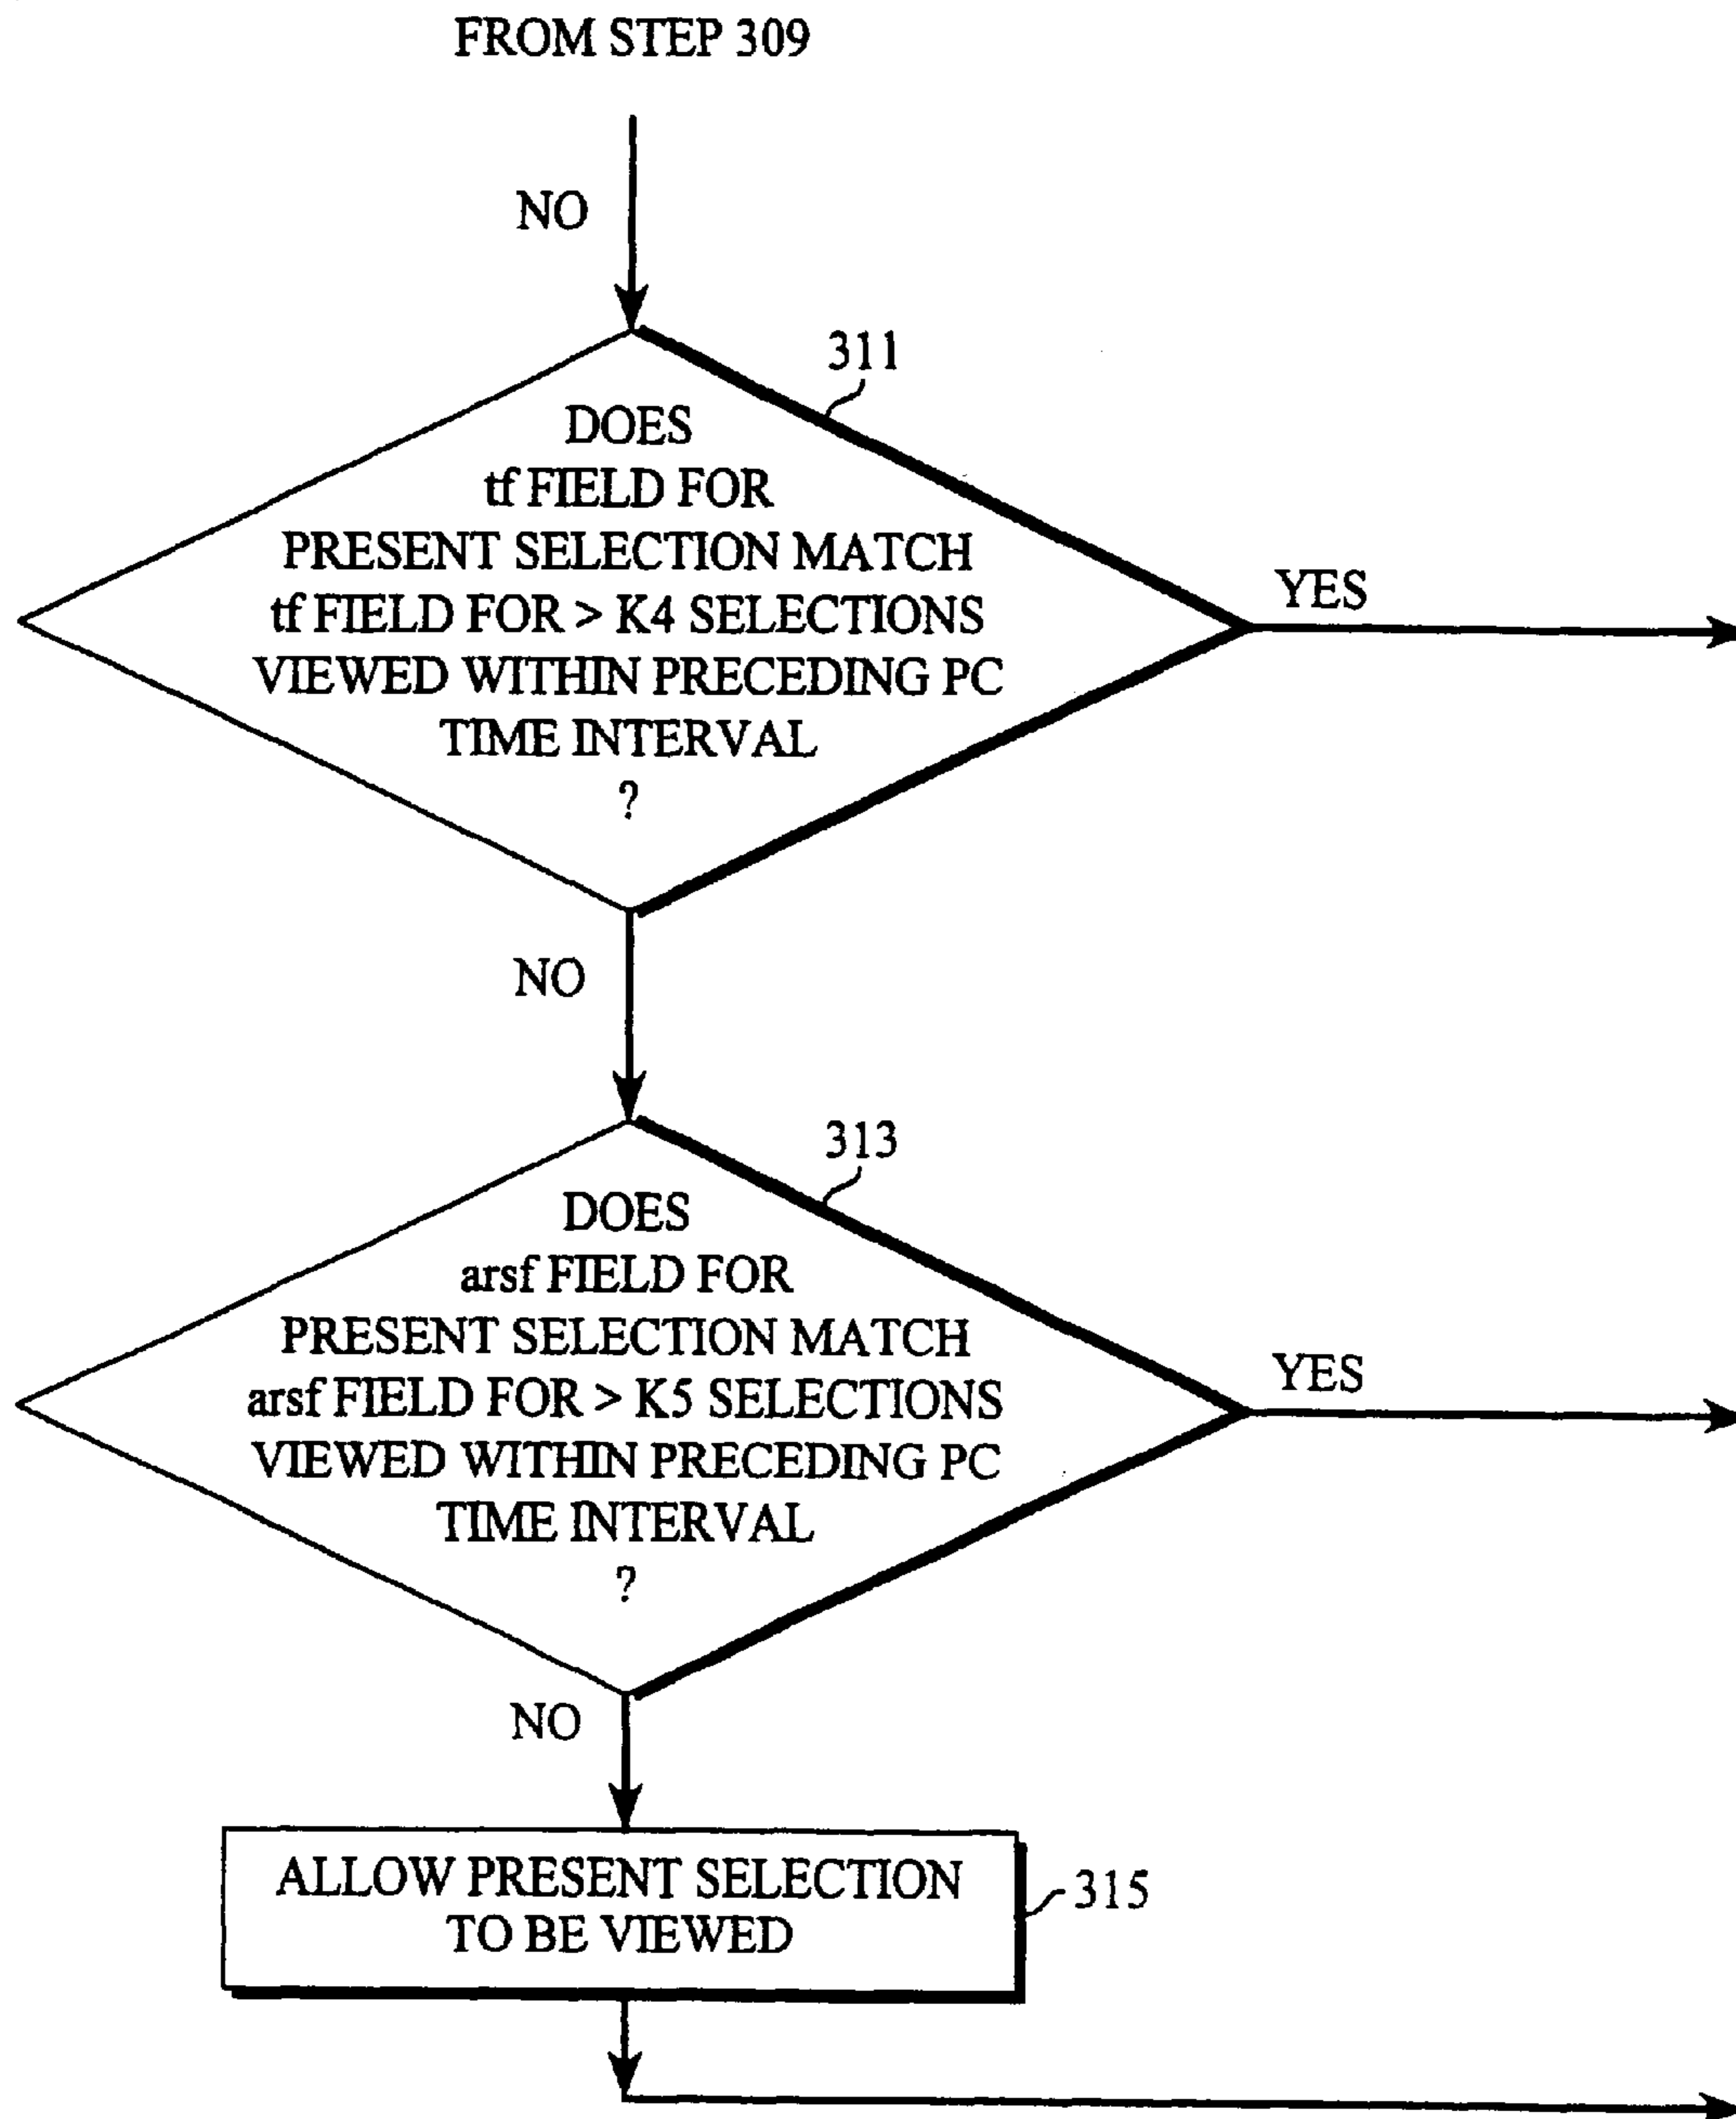 FROM STEP 309
NO
311
DOES
tf FIELD FOR
PRESENT SELECTION MATCH
tf FIELD FOR > K4 SELECTIONS
VIEWED WITHIN PRECEDING PC
TIME INTERVAL
?
YES
NO
313
DOES
arsf FIELD FOR
PRESENT SELECTION MATCH
arsf FIELD FOR > K5 SELECTIONS
VIEWED WITHIN PRECEDING PC
TIME INTERVAL
?
YES
NO
ALLOW PRESENT SELECTION
TO BE VIEWED
315